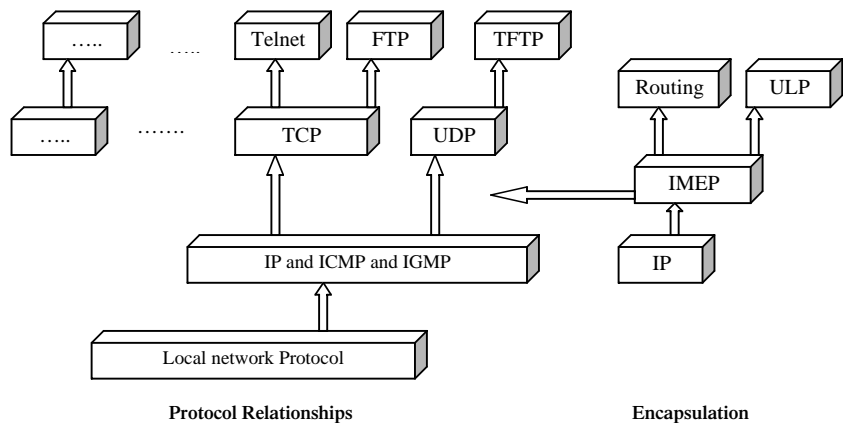 ….. ….. Telnet FTP TFTP
Routing ULP
….. ……. TCP UDP
IMEP
IP and ICMP and IGMP IP
Local network Protocol
Protocol Relationships Encapsulation